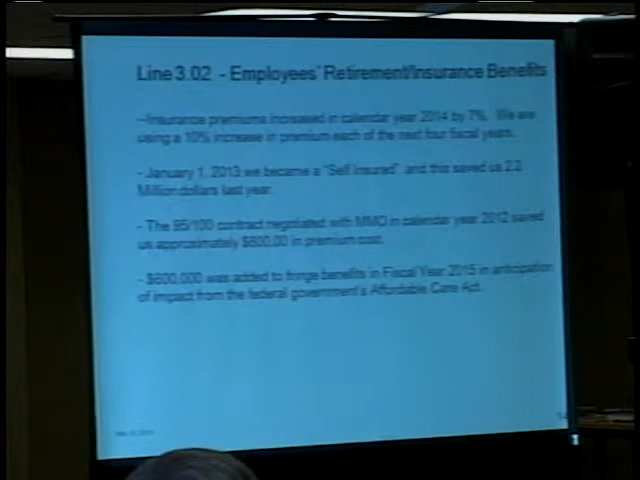 Line 3.02 - Employees' Retirement/Insurance Benefits
-Insurance premiums increased in calendar year 2014 by 7%. We are
using a 10% increase in premium each of the next four fiscal years.
- January 1, 2013 we became a "Self Insured" and this saved us 2.2
Million dollars last year.
- The 95/100 contract negotiated with MMO in calendar year 2012 saved
us approximately $600.00 in premium cost.
- $600,000 was added to fringe benefits in Fiscal Year 2015 in anticipation
of impact from the federal government's Affordable Care Act.